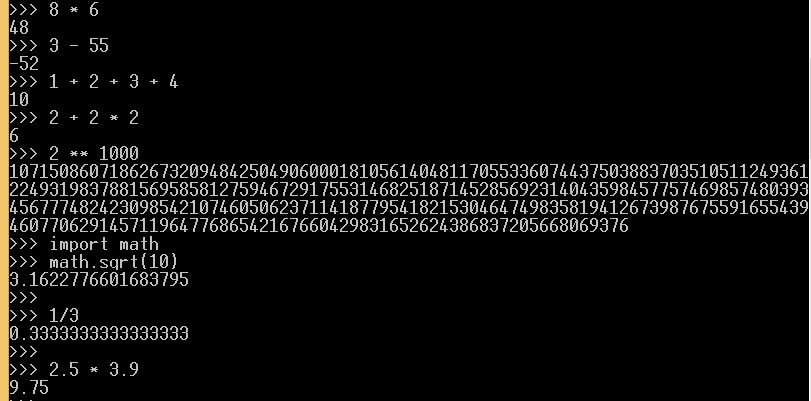 >>> 8 * 6
48
>>> 3 - 55
-52
>>> 1 + 2 + 3 + 4
10
>>> 2 + 2 * 2
6
>>> 2 ** 1000
10715086071862673209484250490600018105614048117055336074437503883703510511249361
22493198378815695858127594672917553146825187145285692314043598457757469857480393
45677748242309854210746050623711418779541821530464749835819412673987675591655439
46077062914571196477686542167660429831652624386837205668069376
>>> import math
>>> math.sqrt(10)
3.1622776601683795
>>>
>>> 1/3
0.3333333333333333
>>>
>>> 2.5 * 3.9
9.75
>>>